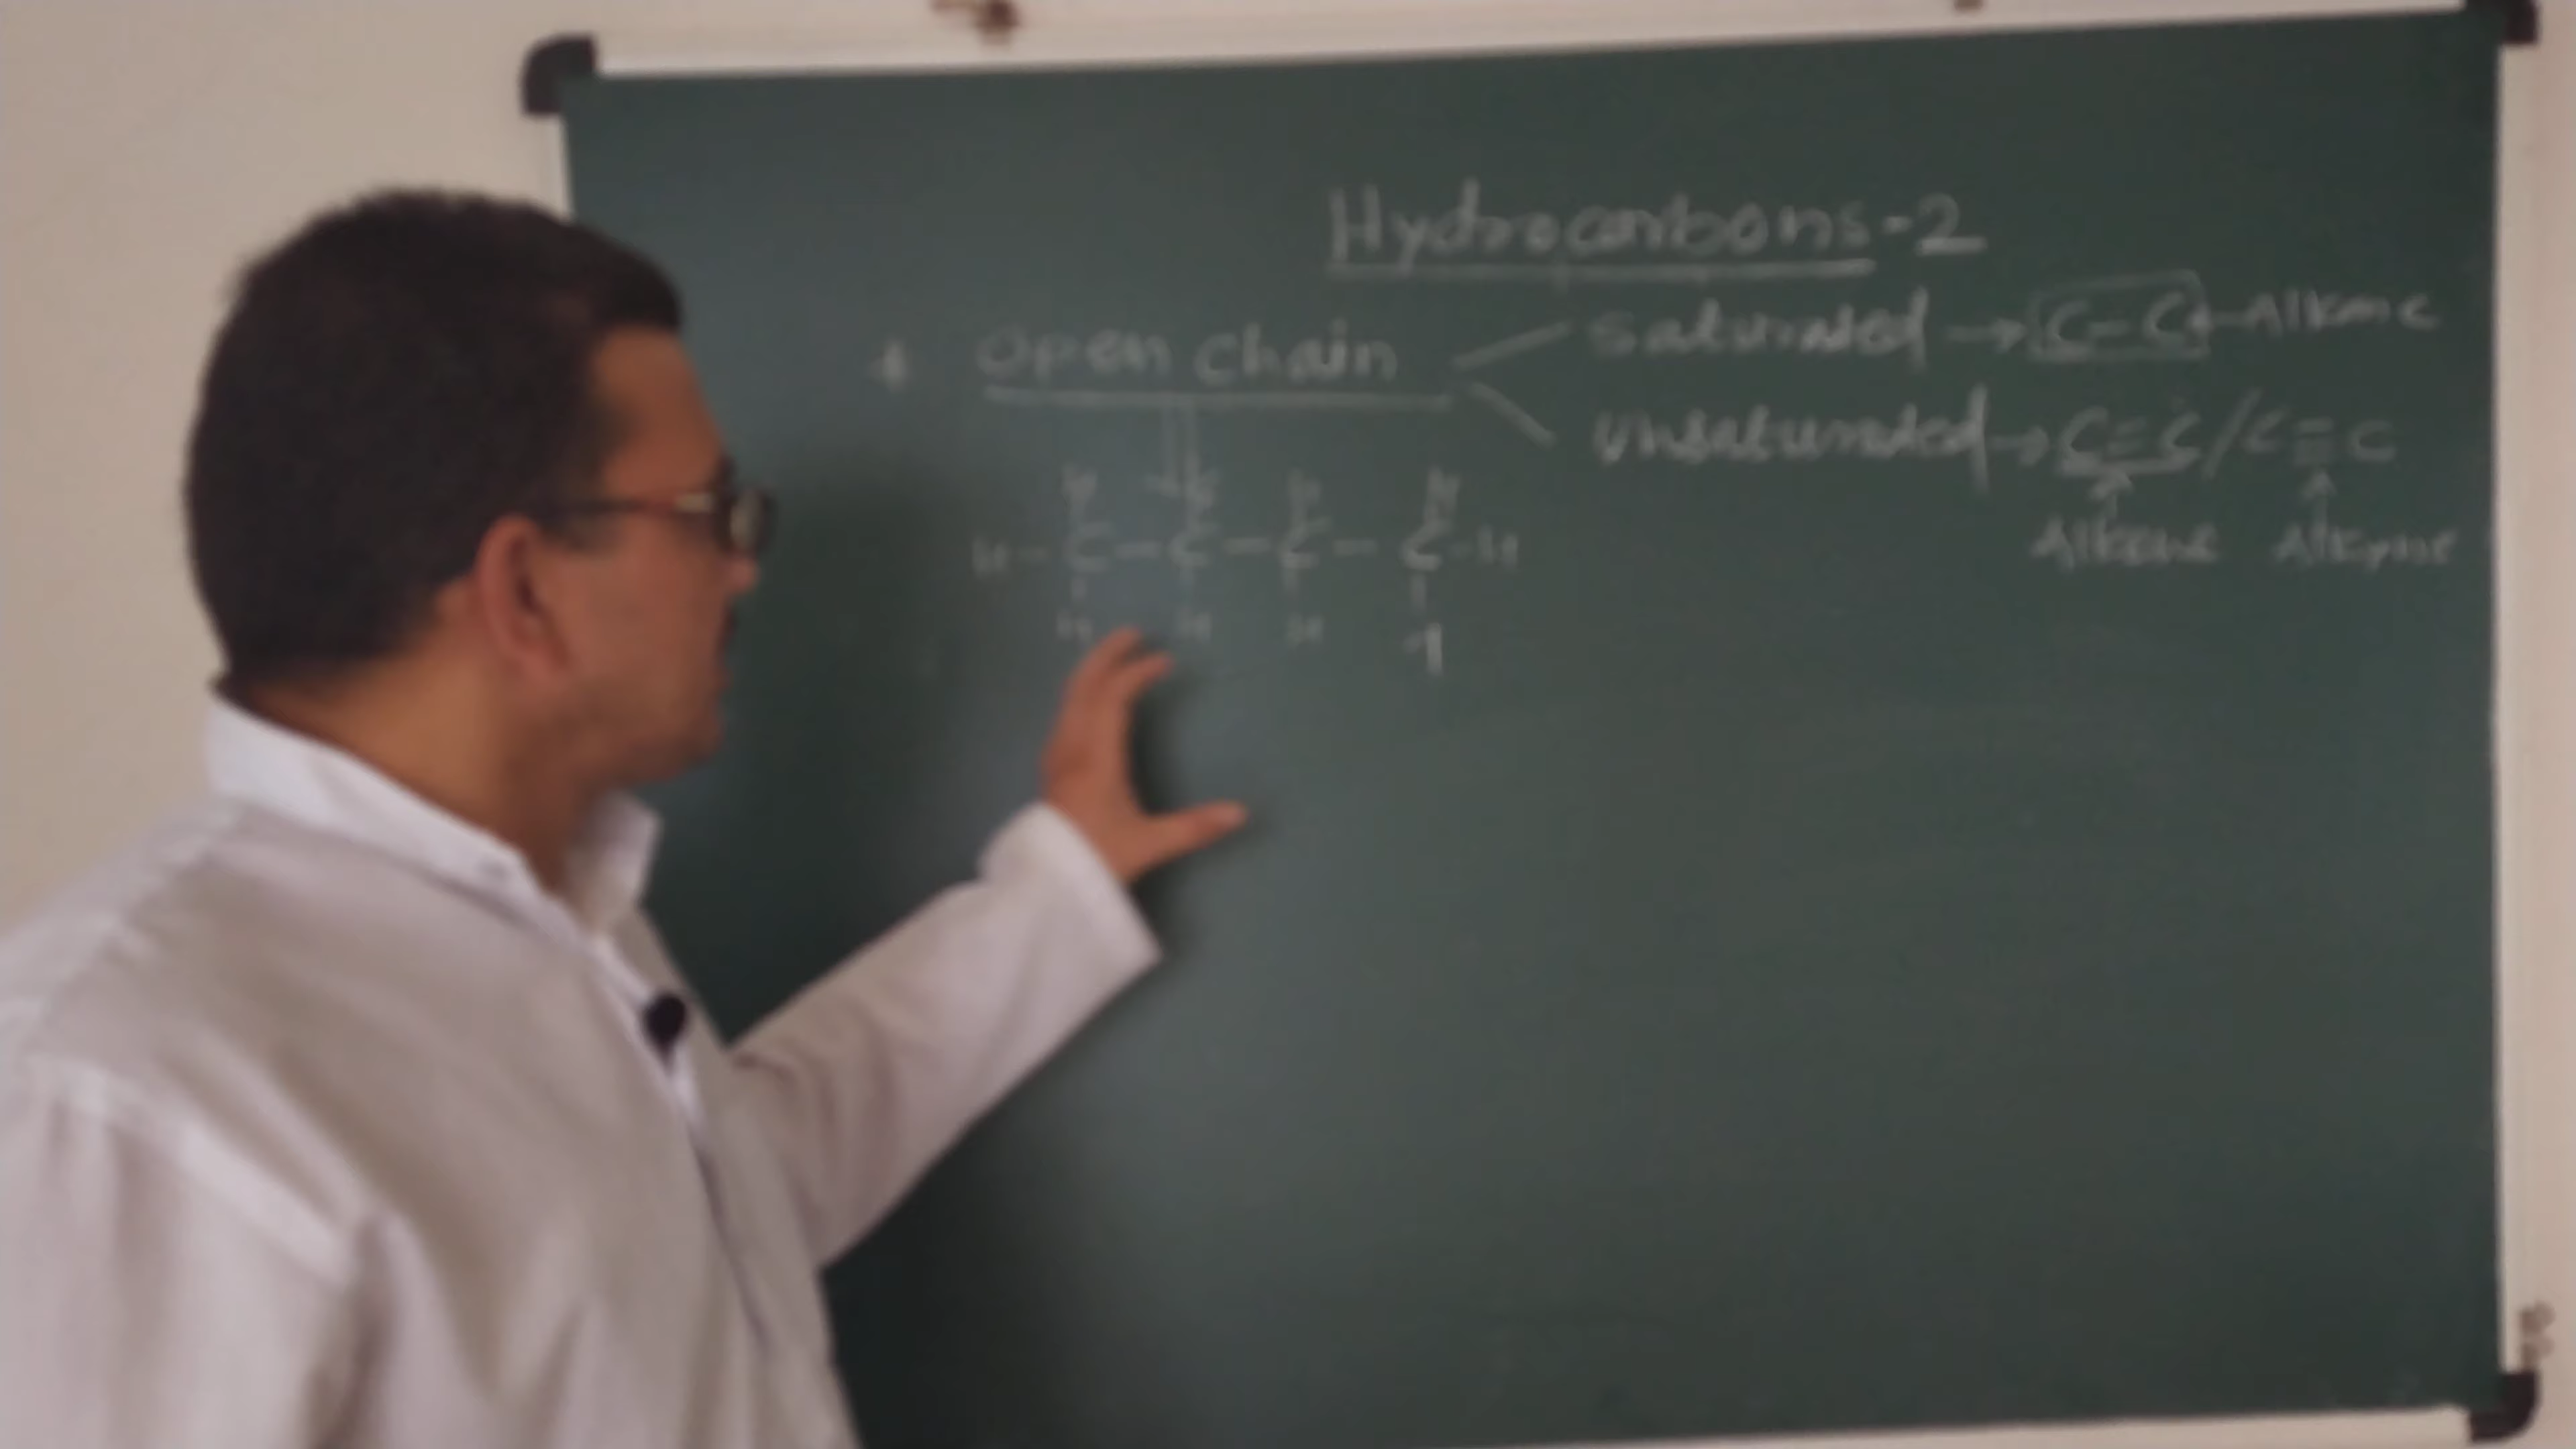 Hydrocarbons-2
+ Open chain
saturated → C-C ← Alkane
unsaturated → C=C / C≡C
Alkene Alkyne
H H H
H-C-C-C-C-H
H H H H